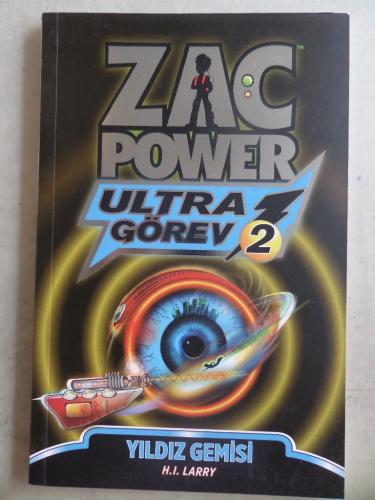 ZAC
POWER
ULTRA
GÖREV 2
YILDIZ GEMİSİ
H.I. LARRY